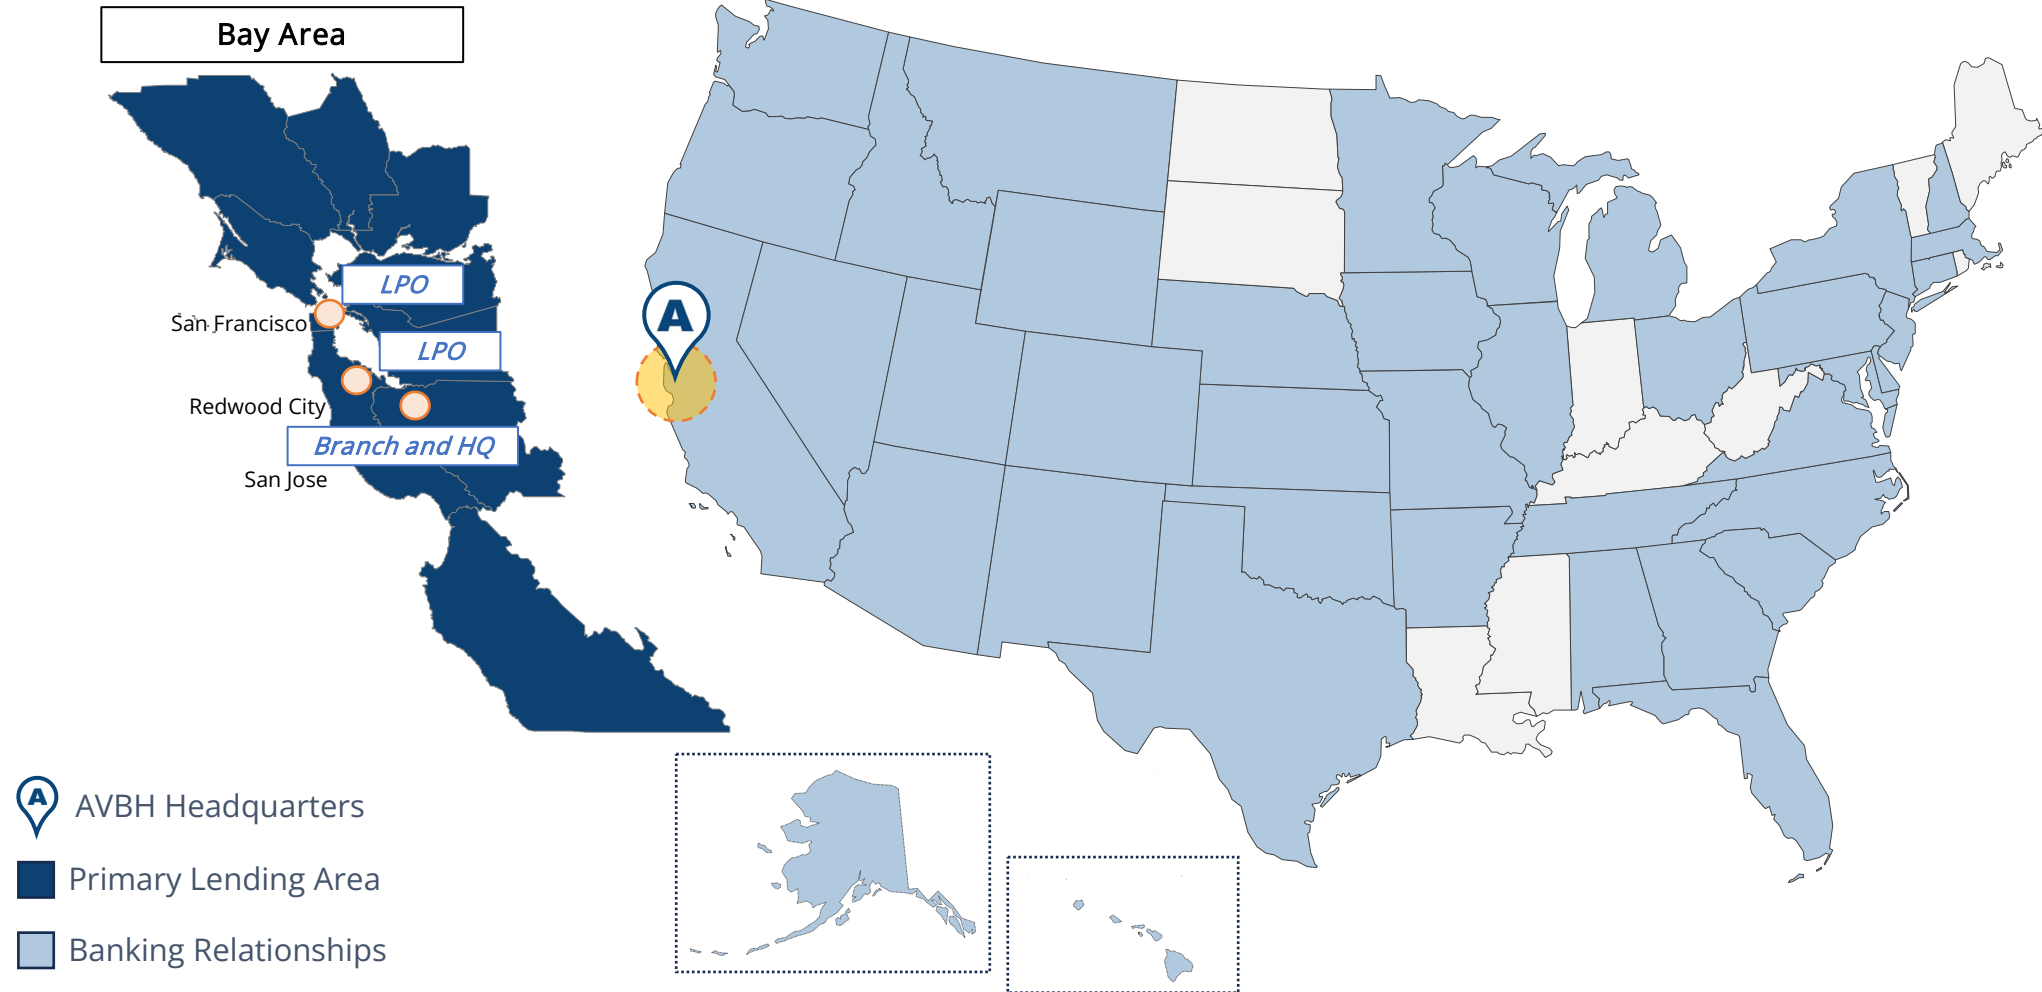 Bay Area
LPO
San Francisco
LPO
Redwood City
Branch and HQ
San Jose
A
A AVBH Headquarters
Primary Lending Area
Banking Relationships